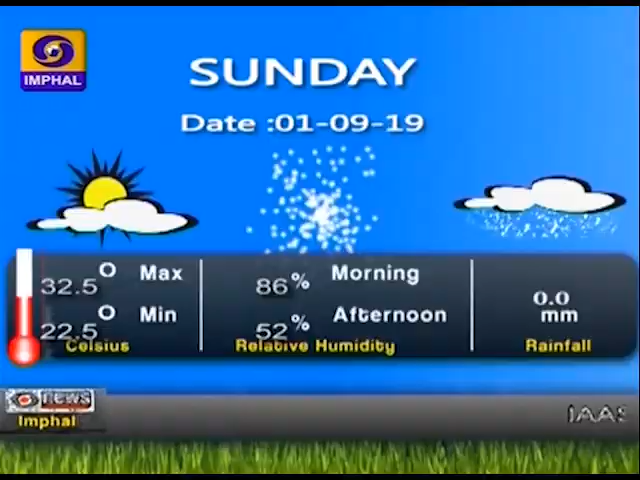 IMPHAL
SUNDAY
Date :01-09-19
32.5° Max
22.5° Min
Celsius
86% Morning
52% Afternoon
Relative Humidity
0.0
mm
Rainfall
NEWS
Imphal